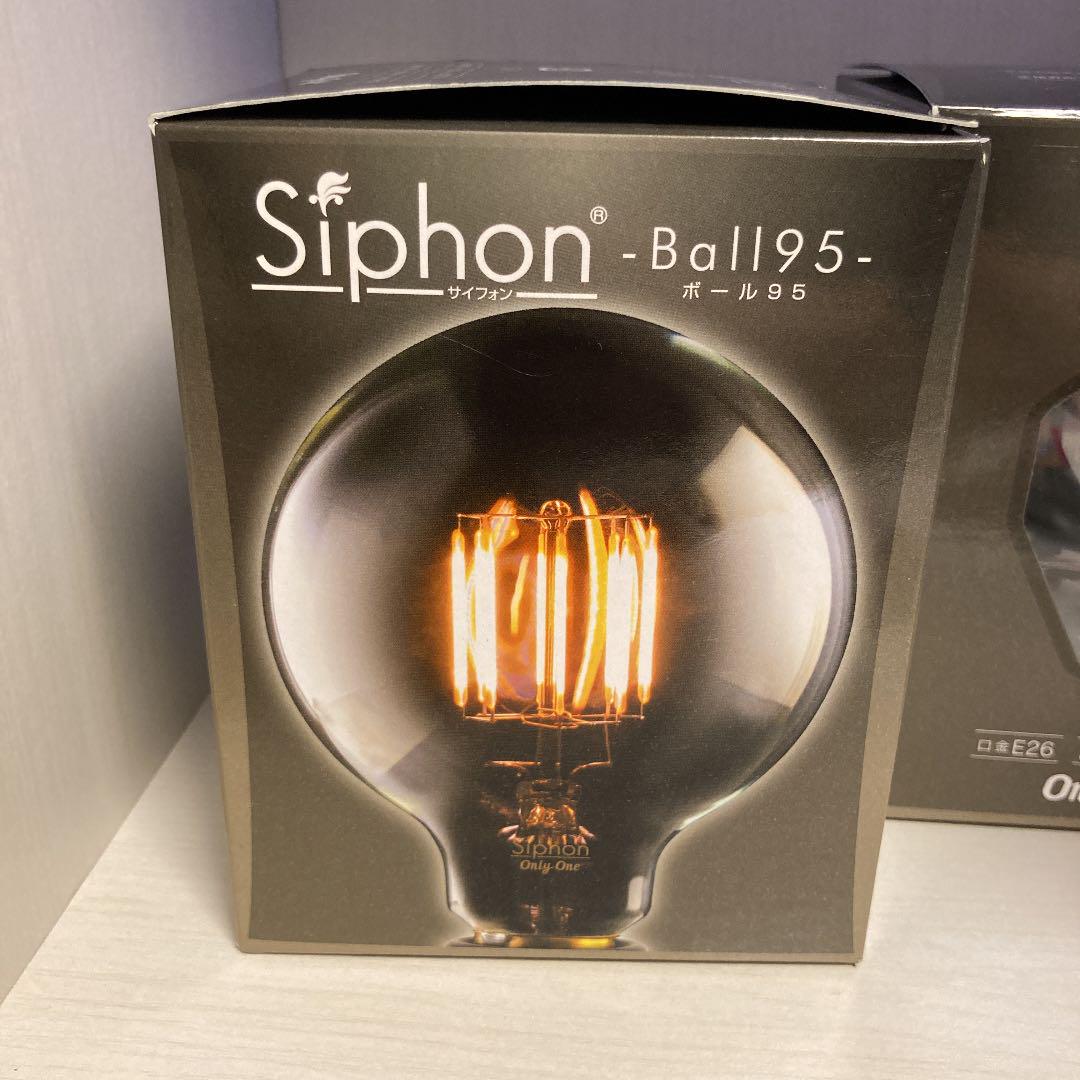 Siphon®
サイフォン
-Ball95-
ボール95
Siphon
Only One
口金E26